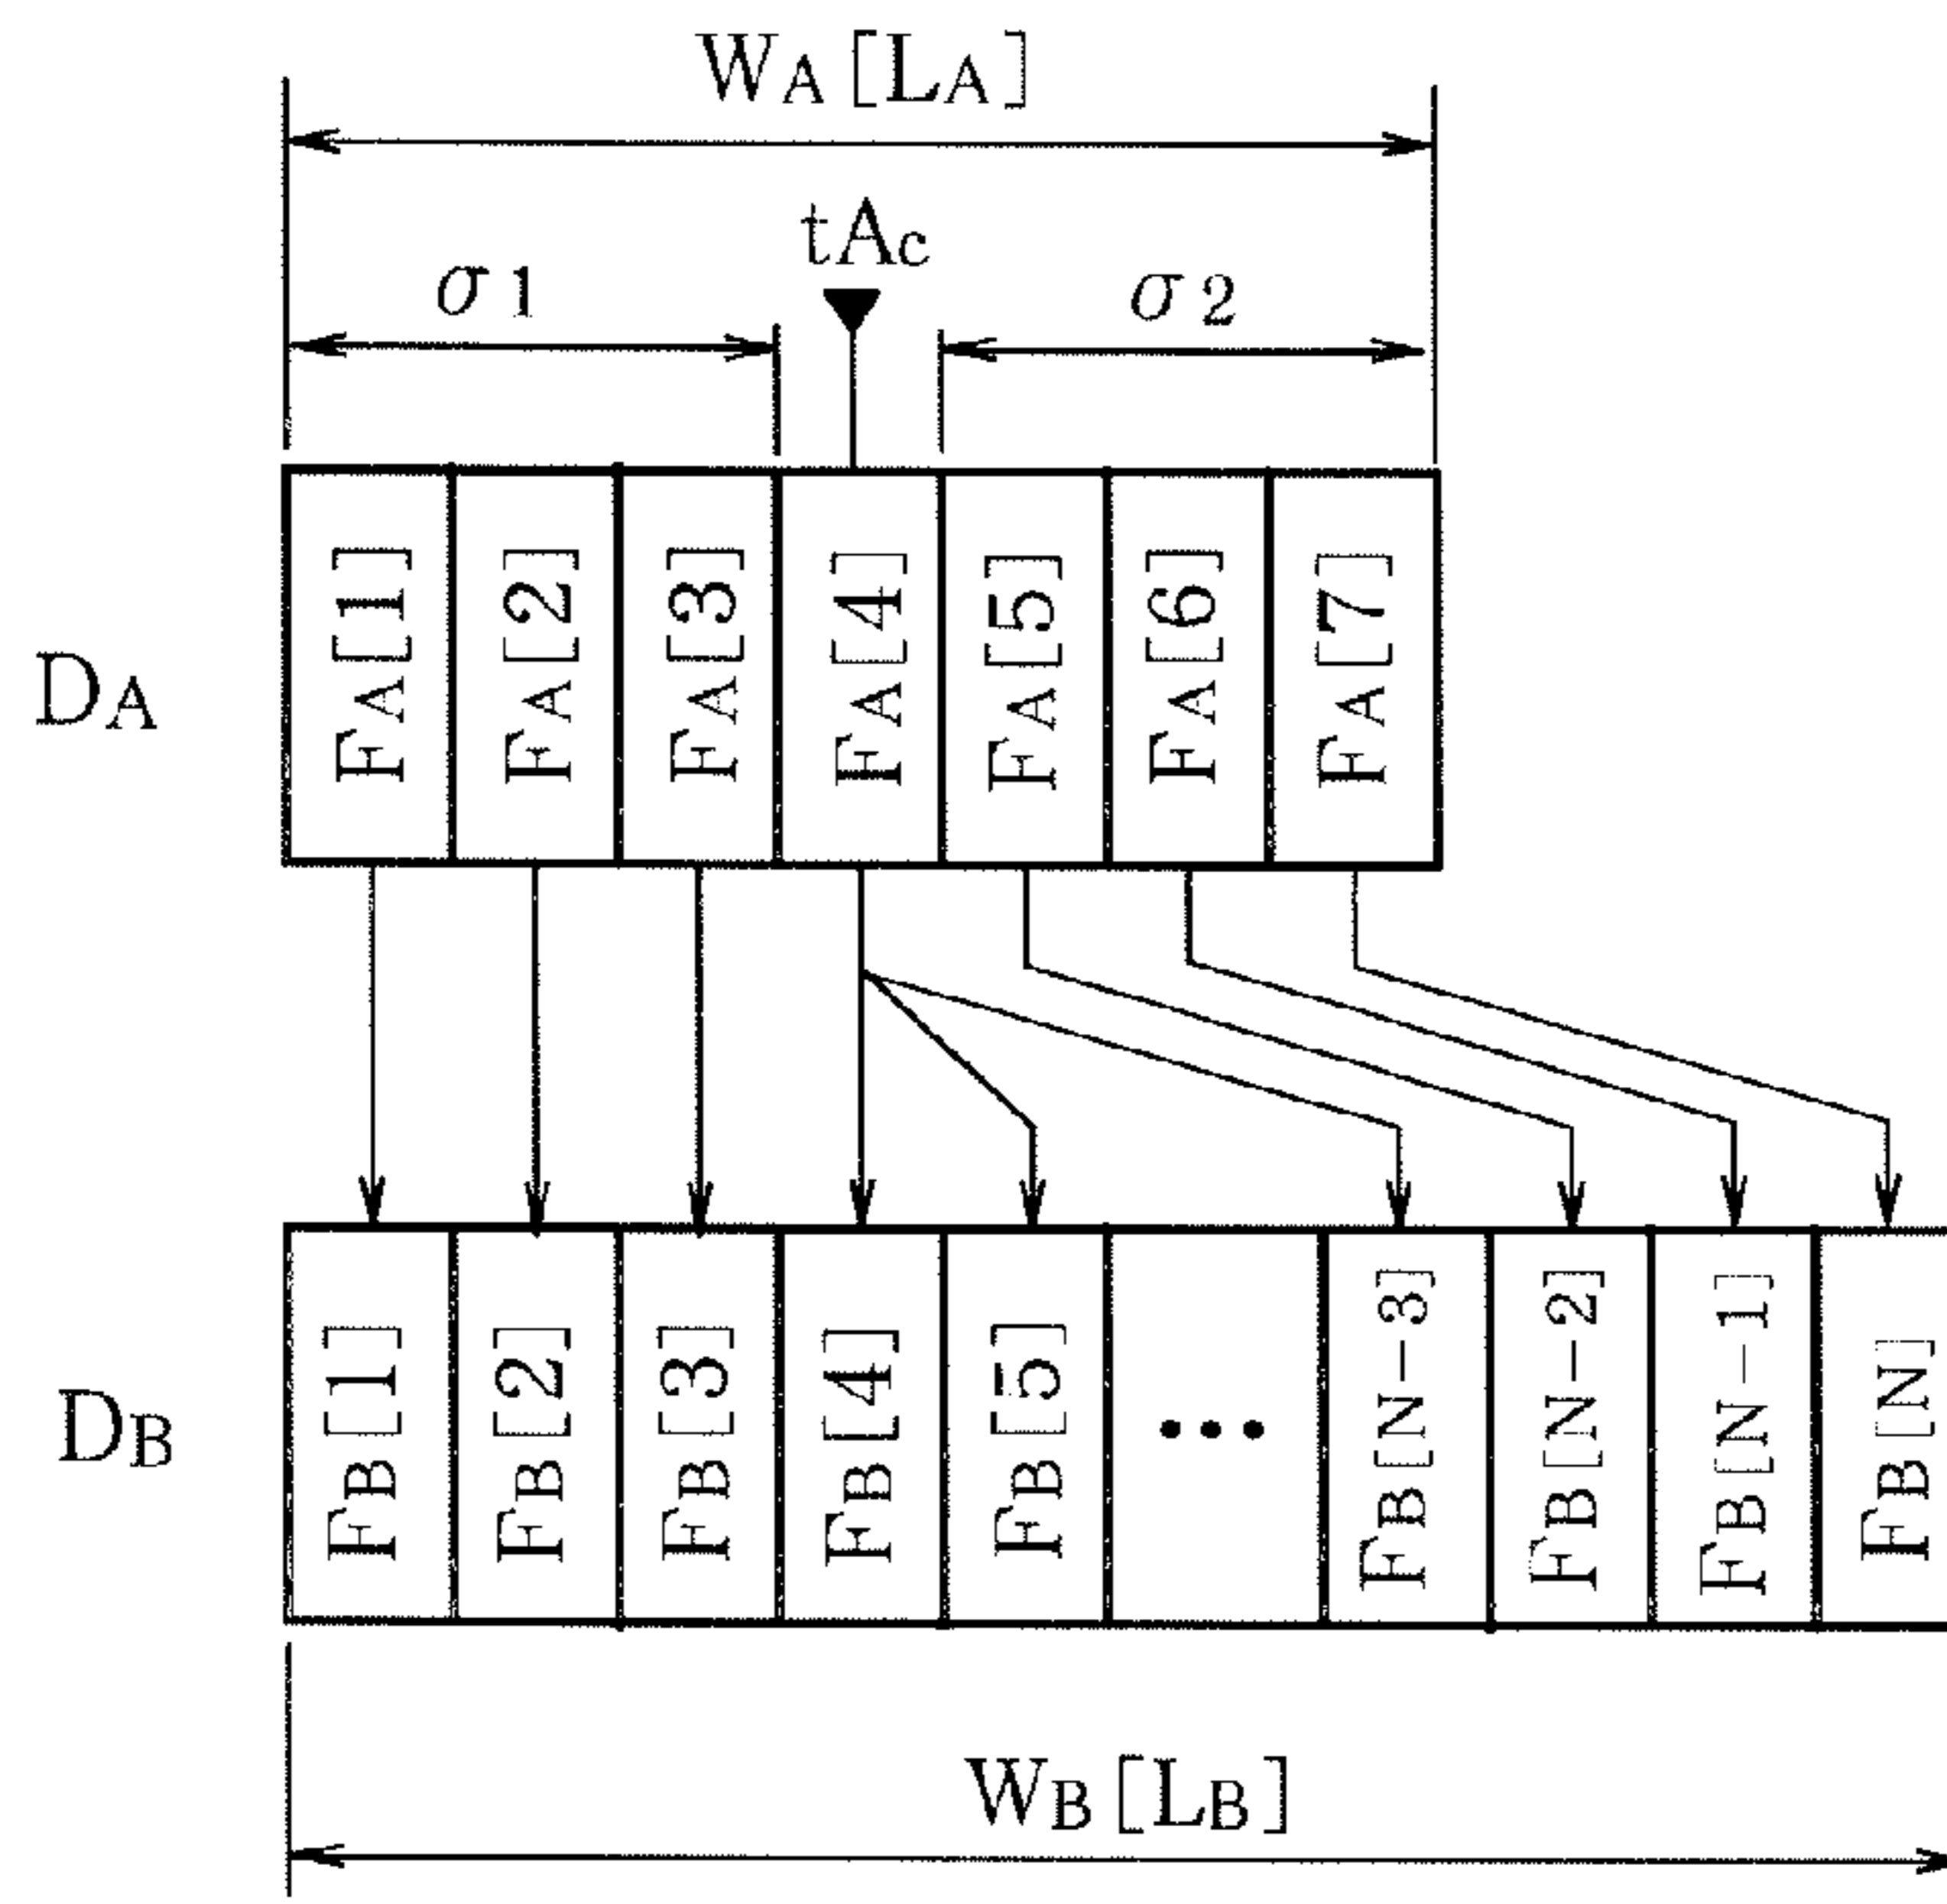 WA [LA]
tAc
σ1
σ2
DA
FA[1]
FA[2]
FA[3]
FA[4]
FA[5]
FA[6]
FA[7]
DB
FB[1]
FB[2]
FB[3]
FB[4]
FB[5]
•••
FB[N-3]
FB[N-2]
FB[N-1]
FB[N]
WB [LB]